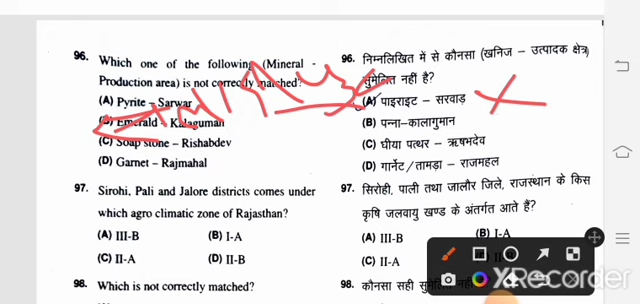 96. Which one of the following (Mineral -
Production area) is not correctly matched?
(A) Pyrite – Sarwar
(B) Emerald – Kalaguman
(C) Soap stone – Rishabdev
(D) Garnet – Rajmahal
97. Sirohi, Pali and Jalore districts comes under
which agro climatic zone of Rajasthan?
(A) III-B (B) I-A
(C) II-A (D) II-B
98. Which is not correctly matched?
96. निम्नलिखित में से कौनसा (खनिज – उत्पादक क्षेत्र)
सुमेलित नहीं है?
(A) पाइराइट – सरवाड़
(B) पन्ना – कालागुमान
(C) घीया पत्थर – ऋषभदेव
(D) गार्नेट/तामड़ा – राजमहल
97. सिरोही, पाली तथा जालौर जिले, राजस्थान के किस
कृषि जलवायु खण्ड के अंतर्गत आते हैं?
(A) III-B (B) I-A
(C) II-A
98. कौनसा सही सुमेलित नहीं
XRecorder